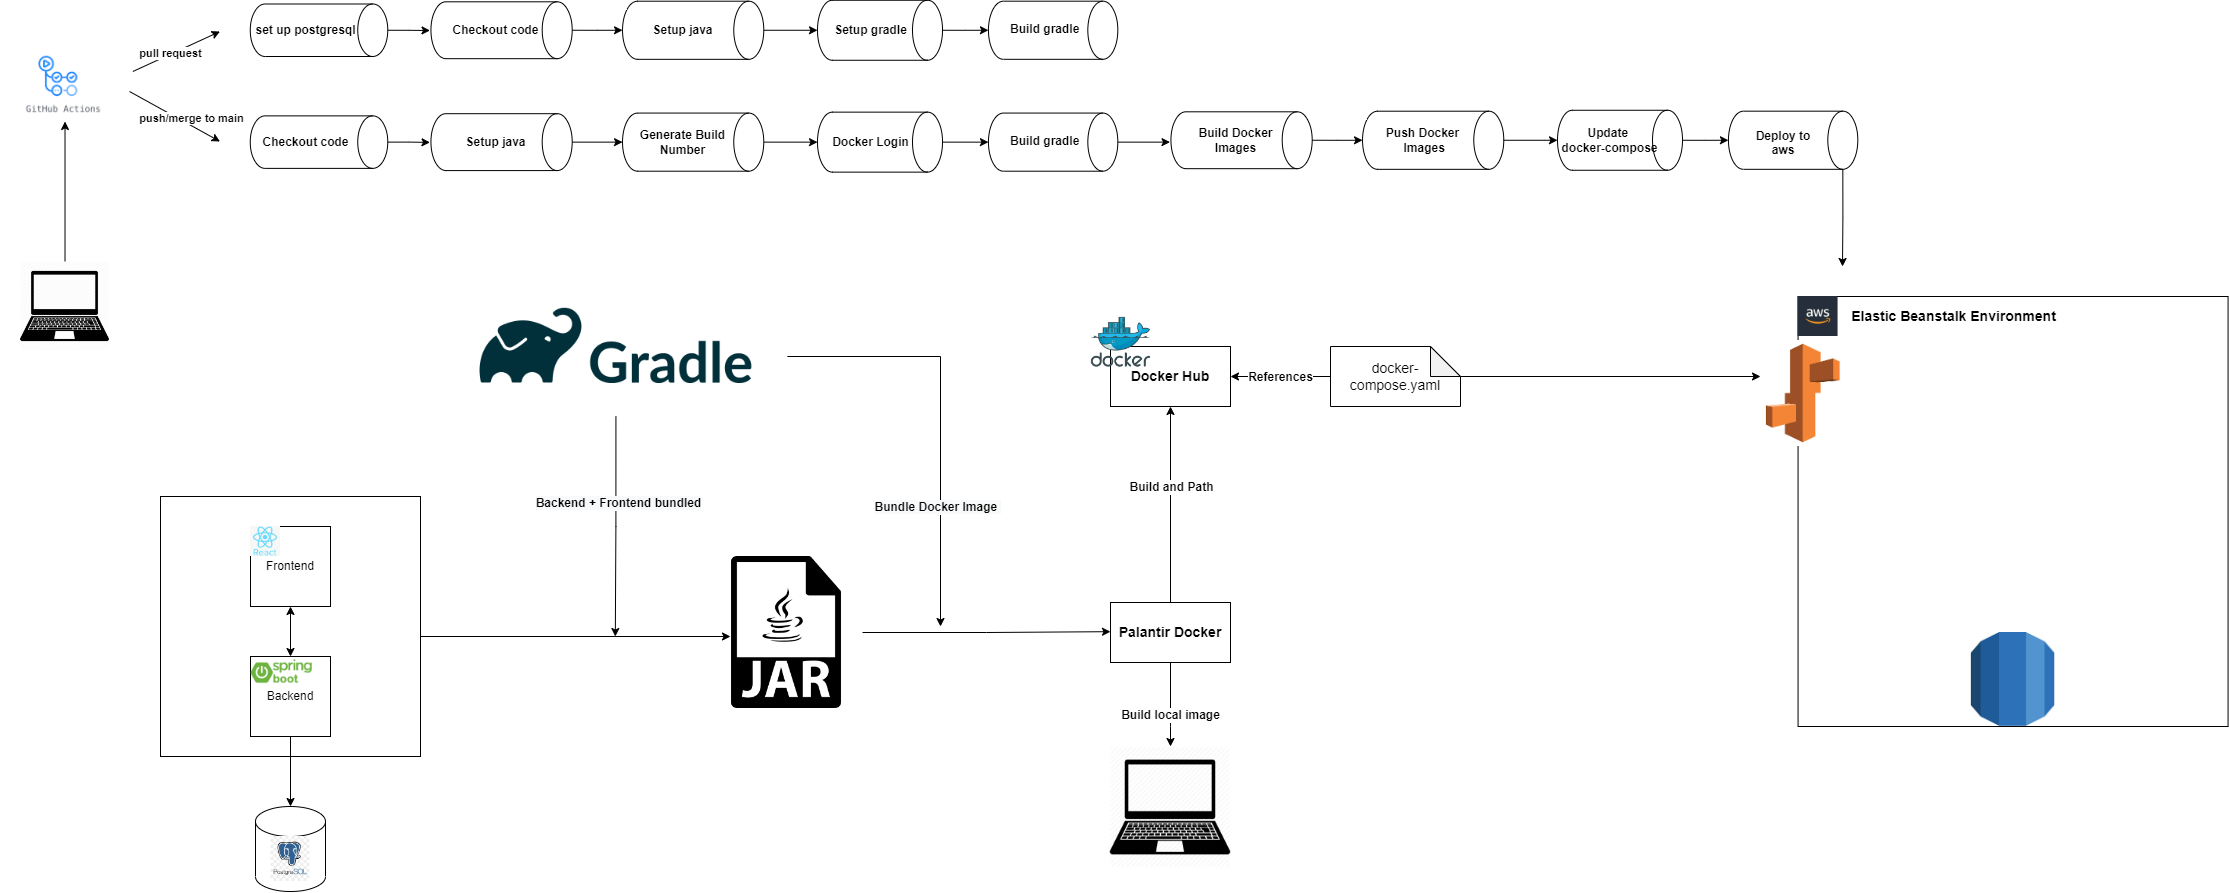 set up postgresql
Checkout code
Setup java
Setup gradle
Build gradle
pull request
GitHub Actions
push/merge to main
Checkout code
Setup java
Generate Build
Number
Docker Login
Build gradle
Build Docker
Images
Push Docker
Images
Update
docker-compose
Deploy to
aws
Gradle
docker
Docker Hub
References
docker-
compose.yaml
aws
Elastic Beanstalk Environment
Build and Path
Backend + Frontend bundled
Bundle Docker Image
React
Frontend
spring
boot
Backend
JAR
Palantir Docker
Build local image
PostgreSQL